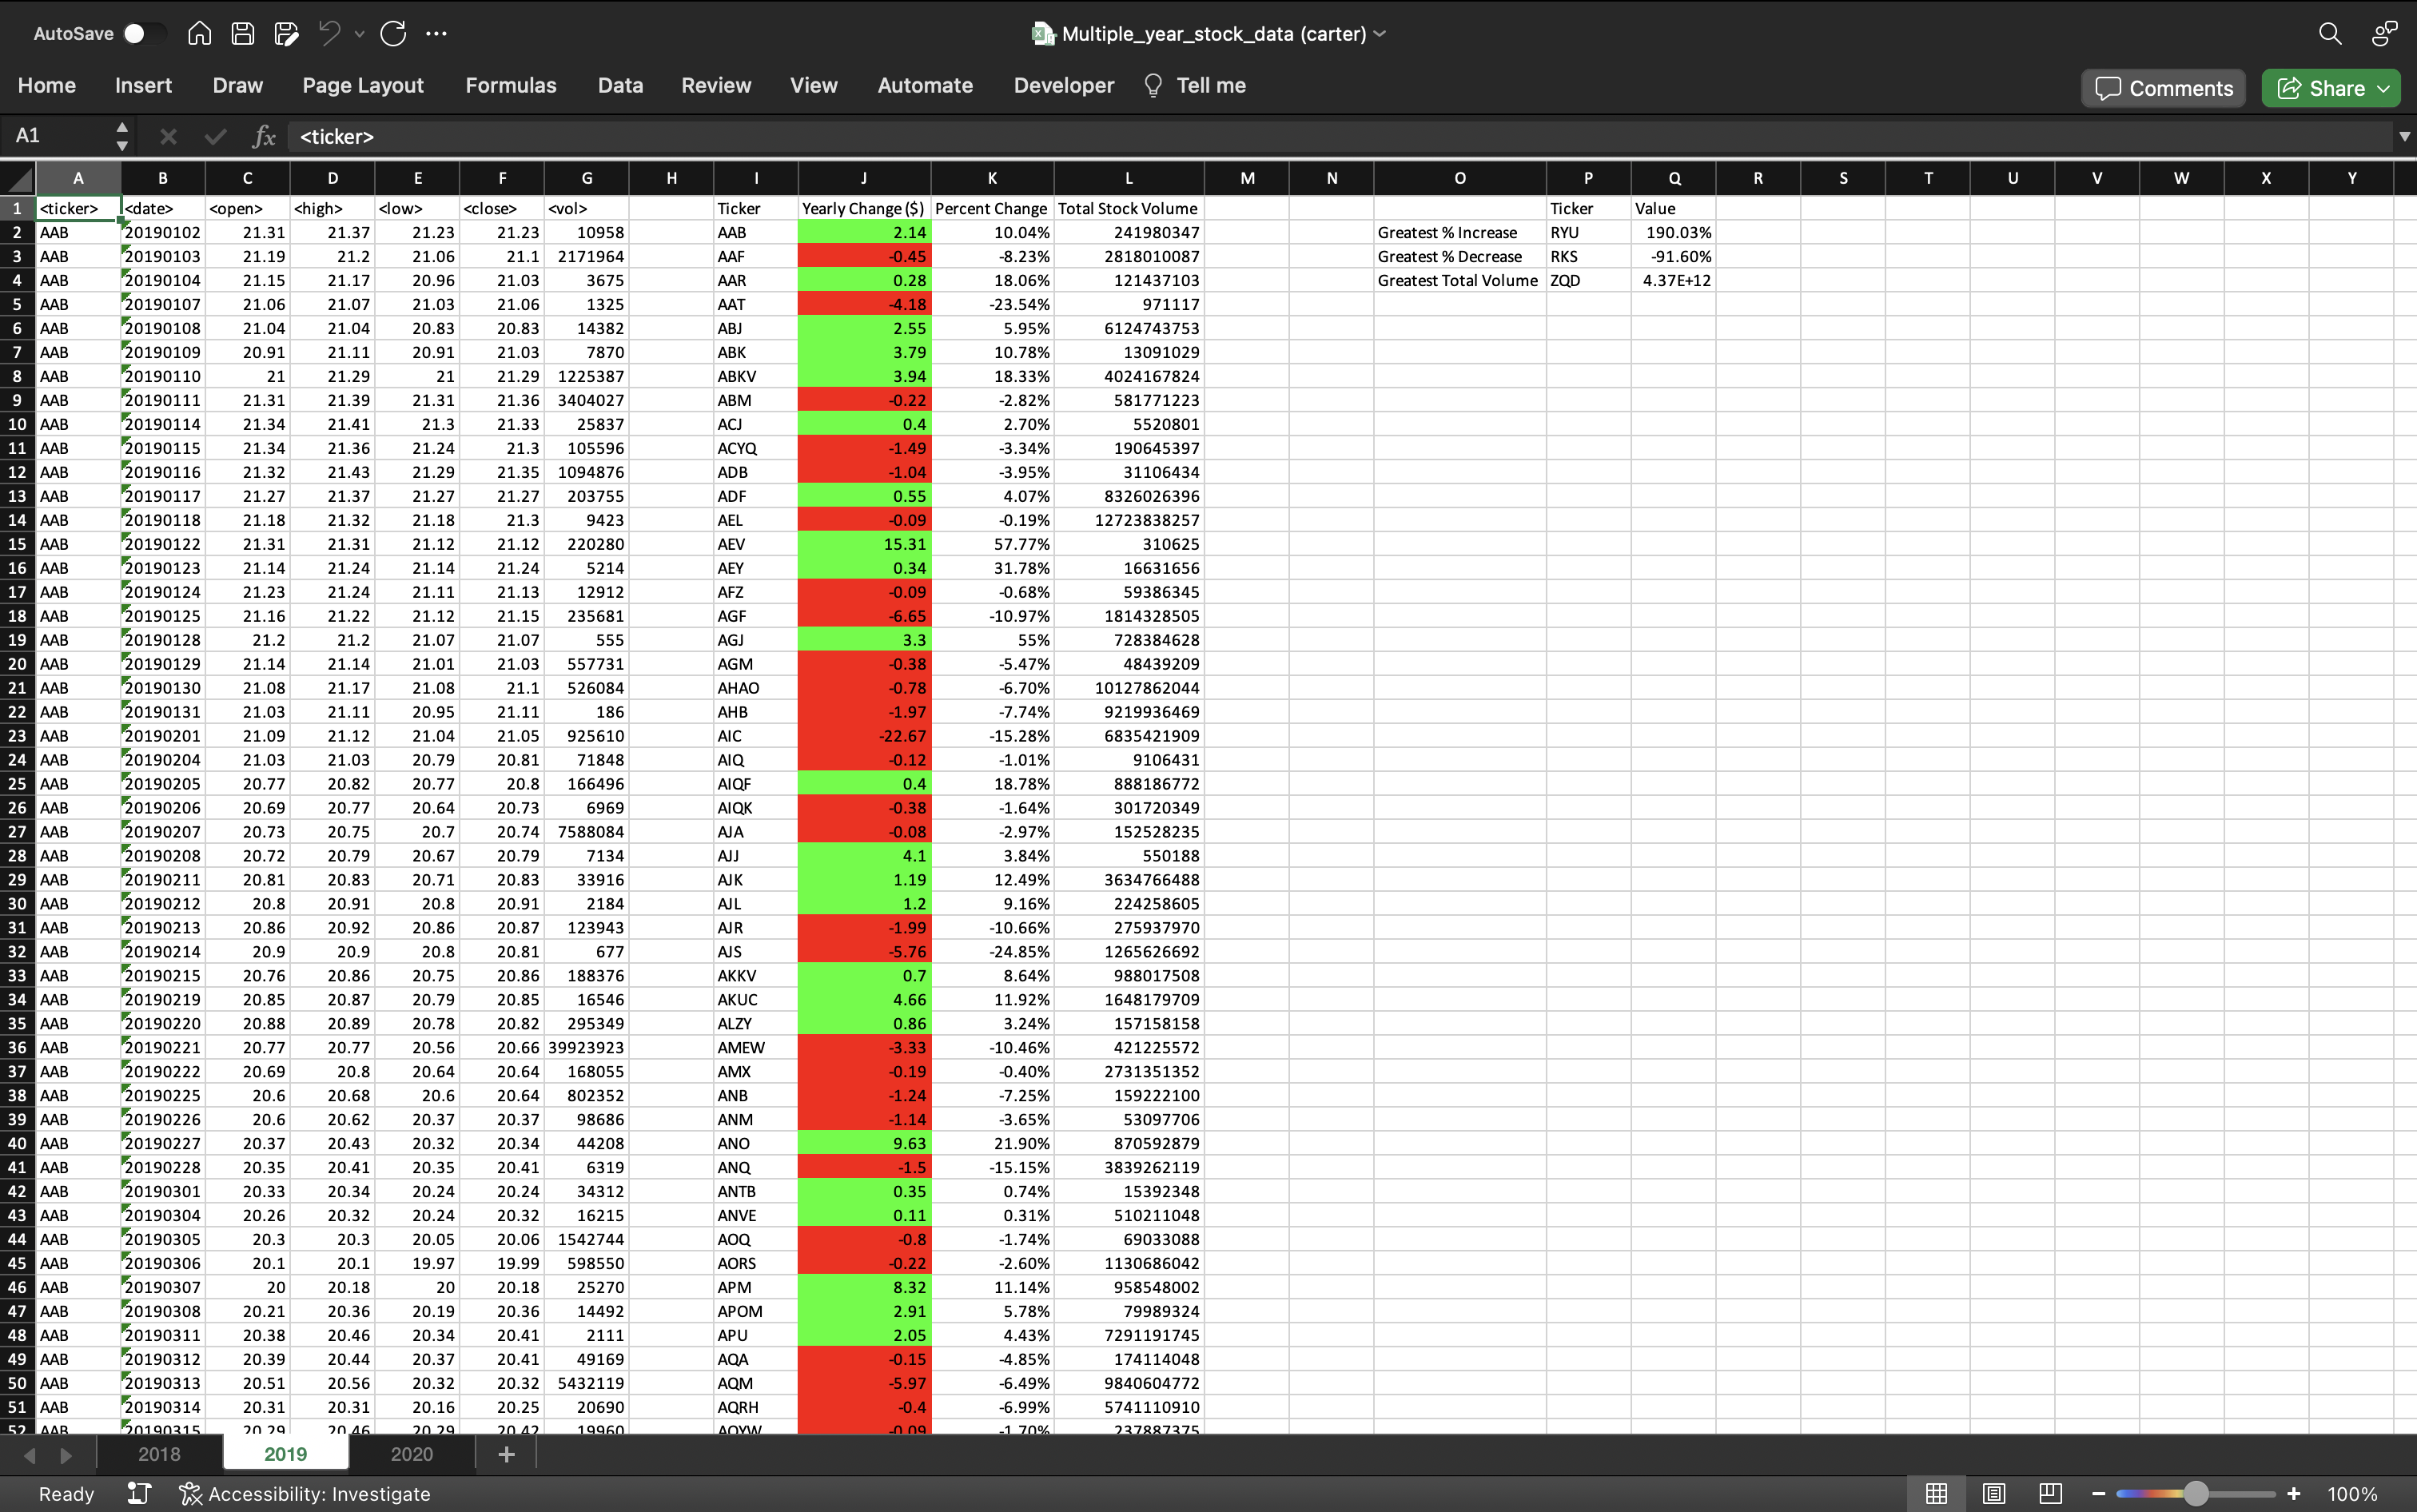 AutoSave
Multiple_year_stock_data (carter)
Home Insert Draw Page Layout Formulas Data Review View Automate Developer Tell me Comments Share
A1 fx <ticker>
A B C D E F G H I J K L M N O P Q R S T U V W X Y
1 <ticker> <date> <open> <high> <low> <close> <vol> Ticker Yearly Change ($) Percent Change Total Stock Volume Ticker Value
2 AAB 20190102 21.31 21.37 21.23 21.23 10958 AAB 2.14 10.04% 241980347 Greatest % Increase RYU 190.03%
3 AAB 20190103 21.19 21.2 21.06 21.1 2171964 AAF -0.45 -8.23% 2818010087 Greatest % Decrease RKS -91.60%
4 AAB 20190104 21.15 21.17 20.96 21.03 3675 AAR 0.28 18.06% 121437103 Greatest Total Volume ZQD 4.37E+12
5 AAB 20190107 21.06 21.07 21.03 21.06 1325 AAT -4.18 -23.54% 971117
6 AAB 20190108 21.04 21.04 20.83 20.83 14382 ABJ 2.55 5.95% 6124743753
7 AAB 20190109 20.91 21.11 20.91 21.03 7870 ABK 3.79 10.78% 13091029
8 AAB 20190110 21 21.29 21 21.29 1225387 ABKV 3.94 18.33% 4024167824
9 AAB 20190111 21.31 21.39 21.31 21.36 3404027 ABM -0.22 -2.82% 581771223
10 AAB 20190114 21.34 21.41 21.3 21.33 25837 ACJ 0.4 2.70% 5520801
11 AAB 20190115 21.34 21.36 21.24 21.3 105596 ACYQ -1.49 -3.34% 190645397
12 AAB 20190116 21.32 21.43 21.29 21.35 1094876 ADB -1.04 -3.95% 31106434
13 AAB 20190117 21.27 21.37 21.27 21.27 203755 ADF 0.55 4.07% 8326026396
14 AAB 20190118 21.18 21.32 21.18 21.3 9423 AEL -0.09 -0.19% 12723838257
15 AAB 20190122 21.31 21.31 21.12 21.12 220280 AEV 15.31 57.77% 310625
16 AAB 20190123 21.14 21.24 21.14 21.24 5214 AEY 0.34 31.78% 16631656
17 AAB 20190124 21.23 21.24 21.11 21.13 12912 AFZ -0.09 -0.68% 59386345
18 AAB 20190125 21.16 21.22 21.12 21.15 235681 AGF -6.65 -10.97% 1814328505
19 AAB 20190128 21.2 21.2 21.07 21.07 555 AGJ 3.3 55% 728384628
20 AAB 20190129 21.14 21.14 21.01 21.03 557731 AGM -0.38 -5.47% 48439209
21 AAB 20190130 21.08 21.17 21.08 21.1 526084 AHAO -0.78 -6.70% 10127862044
22 AAB 20190131 21.03 21.11 20.95 21.11 186 AHB -1.97 -7.74% 9219936469
23 AAB 20190201 21.09 21.12 21.04 21.05 925610 AIC -22.67 -15.28% 6835421909
24 AAB 20190204 21.03 21.03 20.79 20.81 71848 AIQ -0.12 -1.01% 9106431
25 AAB 20190205 20.77 20.82 20.77 20.8 166496 AIQF 0.4 18.78% 888186772
26 AAB 20190206 20.69 20.77 20.64 20.73 6969 AIQK -0.38 -1.64% 301720349
27 AAB 20190207 20.73 20.75 20.7 20.74 7588084 AJA -0.08 -2.97% 152528235
28 AAB 20190208 20.72 20.79 20.67 20.79 7134 AJJ 4.1 3.84% 550188
29 AAB 20190211 20.81 20.83 20.71 20.83 33916 AJK 1.19 12.49% 3634766488
30 AAB 20190212 20.8 20.91 20.8 20.91 2184 AJL 1.2 9.16% 224258605
31 AAB 20190213 20.86 20.92 20.86 20.87 123943 AJR -1.99 -10.66% 275937970
32 AAB 20190214 20.9 20.9 20.8 20.81 677 AJS -5.76 -24.85% 1265626692
33 AAB 20190215 20.76 20.86 20.75 20.86 188376 AKKV 0.7 8.64% 988017508
34 AAB 20190219 20.85 20.87 20.79 20.85 16546 AKUC 4.66 11.92% 1648179709
35 AAB 20190220 20.88 20.89 20.78 20.82 295349 ALZY 0.86 3.24% 157158158
36 AAB 20190221 20.77 20.77 20.56 20.66 39923923 AMEW -3.33 -10.46% 421225572
37 AAB 20190222 20.69 20.8 20.64 20.64 168055 AMX -0.19 -0.40% 2731351352
38 AAB 20190225 20.6 20.68 20.6 20.64 802352 ANB -1.24 -7.25% 159222100
39 AAB 20190226 20.6 20.62 20.37 20.37 98686 ANM -1.14 -3.65% 53097706
40 AAB 20190227 20.37 20.43 20.32 20.34 44208 ANO 9.63 21.90% 870592879
41 AAB 20190228 20.35 20.41 20.35 20.41 6319 ANQ -1.5 -15.15% 3839262119
42 AAB 20190301 20.33 20.34 20.24 20.24 34312 ANTB 0.35 0.74% 15392348
43 AAB 20190304 20.26 20.32 20.24 20.32 16215 ANVE 0.11 0.31% 510211048
44 AAB 20190305 20.3 20.3 20.05 20.06 1542744 AOQ -0.8 -1.74% 69033088
45 AAB 20190306 20.1 20.1 19.97 19.99 598550 AORS -0.22 -2.60% 1130686042
46 AAB 20190307 20 20.18 20 20.18 25270 APM 8.32 11.14% 958548002
47 AAB 20190308 20.21 20.36 20.19 20.36 14492 APOM 2.91 5.78% 79989324
48 AAB 20190311 20.38 20.46 20.34 20.41 2111 APU 2.05 4.43% 7291191745
49 AAB 20190312 20.39 20.44 20.37 20.41 49169 AQA -0.15 -4.85% 174114048
50 AAB 20190313 20.51 20.56 20.32 20.32 5432119 AQM -5.97 -6.49% 9840604772
51 AAB 20190314 20.31 20.31 20.16 20.25 20690 AQRH -0.4 -6.99% 5741110910
52 AAB 20190315 20.29 20.46 20.29 20.42 19960 AQYW -0.09 -1.70% 237887375
2018 2019 2020
Ready Accessibility: Investigate 100%